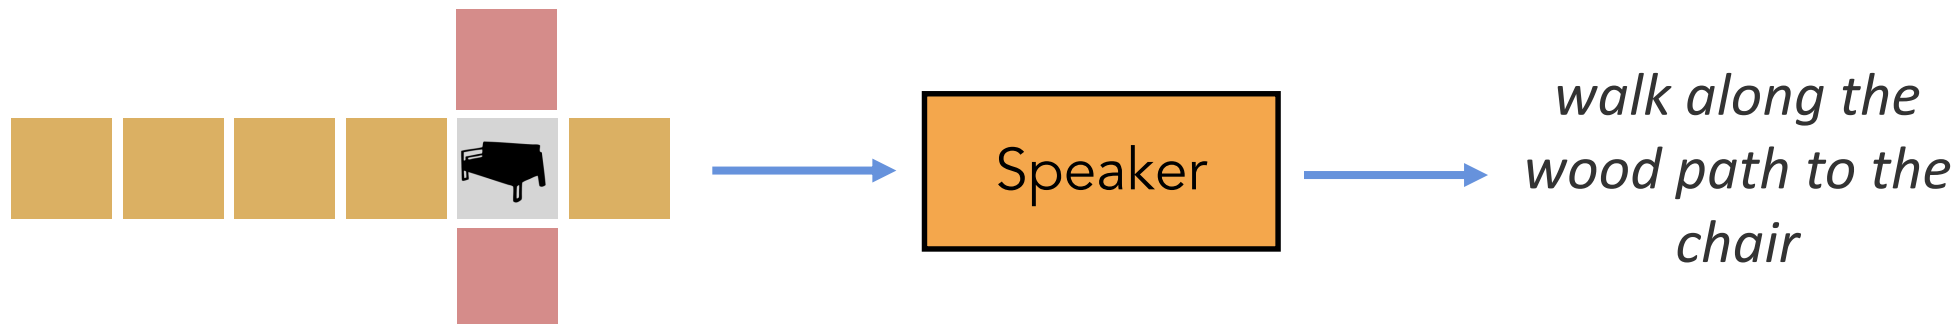 Speaker
walk along the
wood path to the
chair